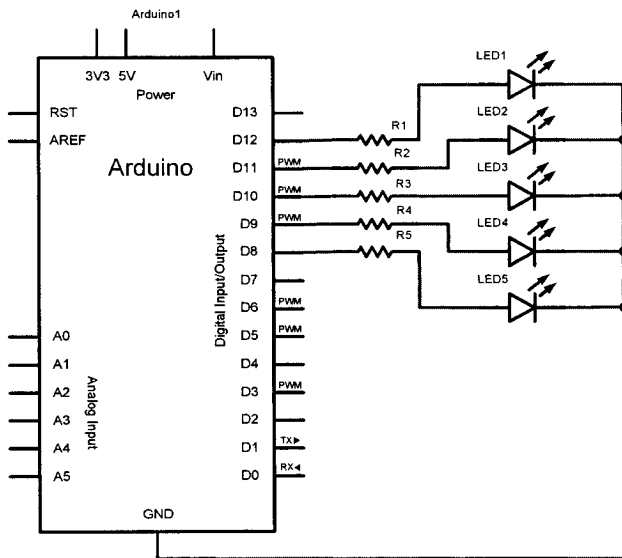 Arduino1
3V3 5V Vin
Power
RST
AREF
Arduino
A0
A1
A2
A3
A4
A5
Analog Input
GND
Digital Input/Output
D13
D12
D11 PWM
D10 PWM
D9 PWM
D8
D7
D6 PWM
D5 PWM
D4
D3 PWM
D2
D1 TX►
D0 RX◄
R1
R2
R3
R4
R5
LED1
LED2
LED3
LED4
LED5